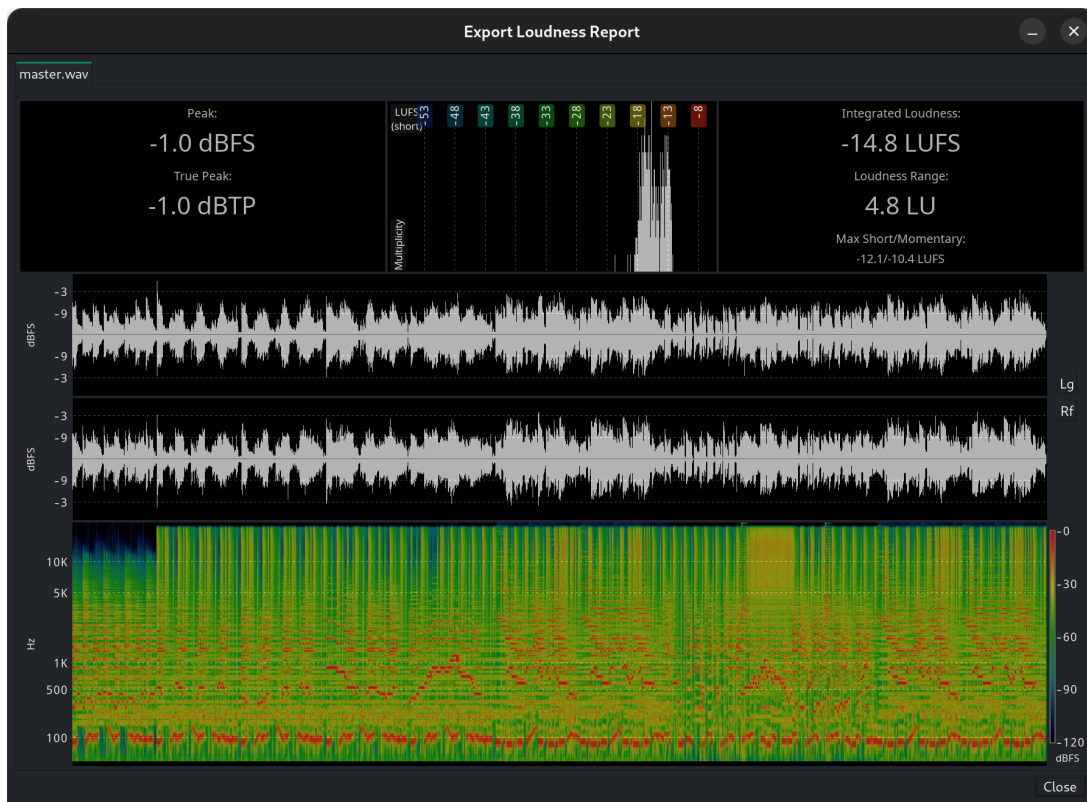 Export Loudness Report
master.wav
Peak:
-1.0 dBFS
True Peak:
-1.0 dBTP
LUFS
(short)
-53
-48
-43
-38
-33
-28
-23
-18
-13
-8
Multiplicity
Integrated Loudness:
-14.8 LUFS
Loudness Range:
4.8 LU
Max Short/Momentary:
-12.1/-10.4 LUFS
dBFS
-3
-9
-9
-3
Lg
Rf
dBFS
-3
-9
-9
-3
Hz
10K
5K
1K
500
100
-0
-30
-60
-90
-120
dBFS
Close